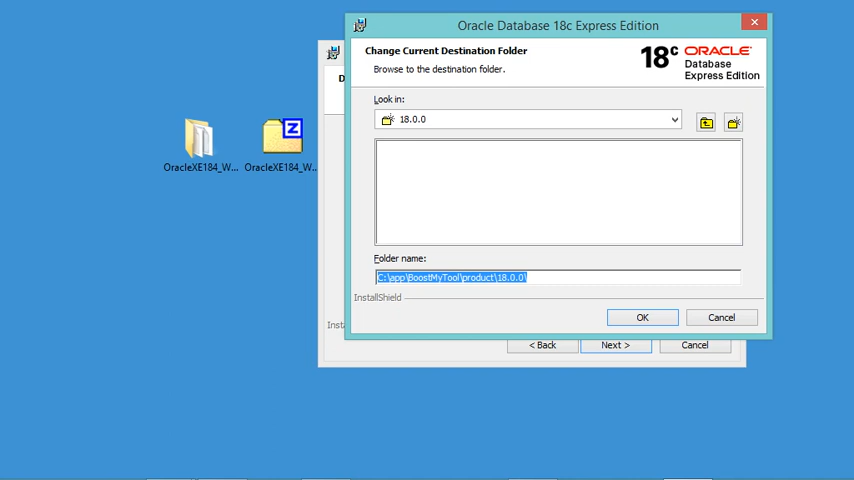 Oracle Database 18c Express Edition
Change Current Destination Folder
Browse to the destination folder.
18c ORACLE
Database
Express Edition
D
Look in:
18.0.0
Z
OracleXE184_W... OracleXE184_W...
Folder name:
C:\app\BoostMyTool\product\18.0.0\
InstallShield
OK Cancel
Insta
< Back Next > Cancel